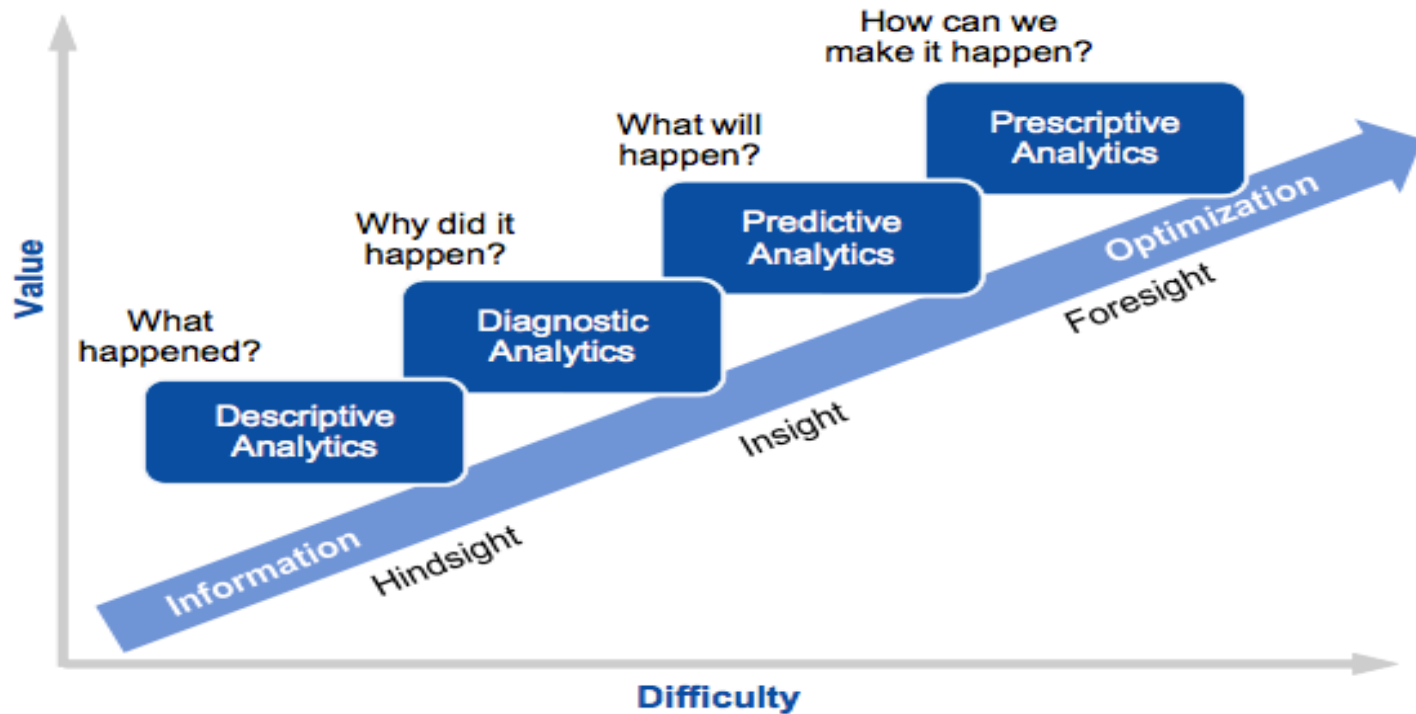 How can we
make it happen?
Prescriptive
Analytics
What will
happen?
Predictive
Analytics
Why did it
happen?
Diagnostic
Analytics
What
happened?
Descriptive
Analytics
Value
Information
Optimization
Hindsight
Insight
Foresight
Difficulty